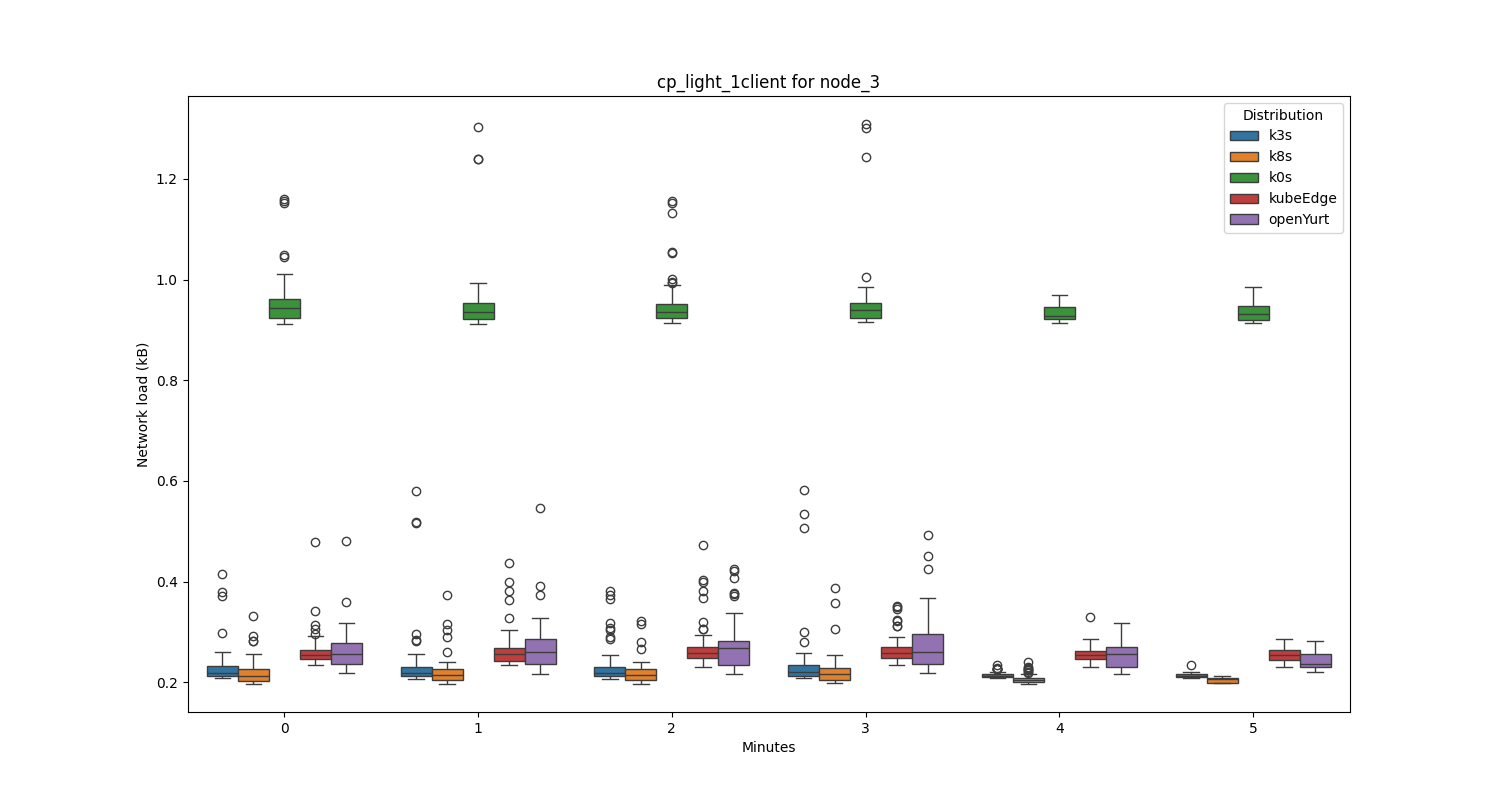 cp_light_1client for node_3
Distribution
k3s
k8s
k0s
kubeEdge
openYurt
Network load (kB)
1.2
1.0
0.8
0.6
0.4
0.2
0 1 2 3 4 5
Minutes